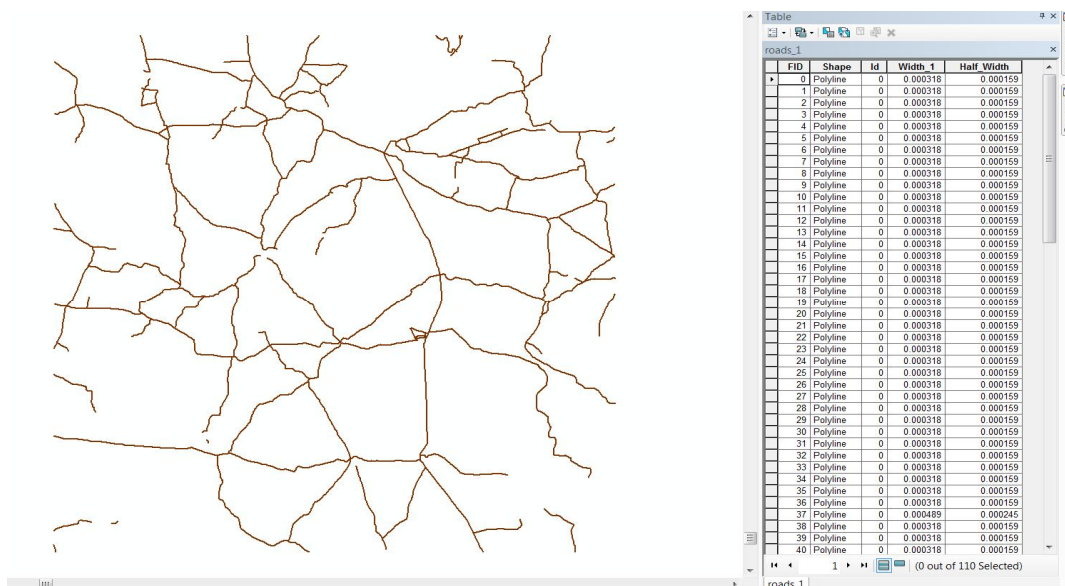 Table
roads_1
FID Shape Id Width_1 Half_Width
0 Polyline 0 0.000318 0.000159
1 Polyline 0 0.000318 0.000159
2 Polyline 0 0.000318 0.000159
3 Polyline 0 0.000318 0.000159
4 Polyline 0 0.000318 0.000159
5 Polyline 0 0.000318 0.000159
6 Polyline 0 0.000318 0.000159
7 Polyline 0 0.000318 0.000159
8 Polyline 0 0.000318 0.000159
9 Polyline 0 0.000318 0.000159
10 Polyline 0 0.000318 0.000159
11 Polyline 0 0.000318 0.000159
12 Polyline 0 0.000318 0.000159
13 Polyline 0 0.000318 0.000159
14 Polyline 0 0.000318 0.000159
15 Polyline 0 0.000318 0.000159
16 Polyline 0 0.000318 0.000159
17 Polyline 0 0.000318 0.000159
18 Polyline 0 0.000318 0.000159
19 Polyline 0 0.000318 0.000159
20 Polyline 0 0.000318 0.000159
21 Polyline 0 0.000318 0.000159
22 Polyline 0 0.000318 0.000159
23 Polyline 0 0.000318 0.000159
24 Polyline 0 0.000318 0.000159
25 Polyline 0 0.000318 0.000159
26 Polyline 0 0.000318 0.000159
27 Polyline 0 0.000318 0.000159
28 Polyline 0 0.000318 0.000159
29 Polyline 0 0.000318 0.000159
30 Polyline 0 0.000318 0.000159
31 Polyline 0 0.000318 0.000159
32 Polyline 0 0.000318 0.000159
33 Polyline 0 0.000318 0.000159
34 Polyline 0 0.000318 0.000159
35 Polyline 0 0.000318 0.000159
36 Polyline 0 0.000318 0.000159
37 Polyline 0 0.000489 0.000245
38 Polyline 0 0.000318 0.000159
39 Polyline 0 0.000318 0.000159
40 Polyline 0 0.000318 0.000159
1 (0 out of 110 Selected)
roads_1